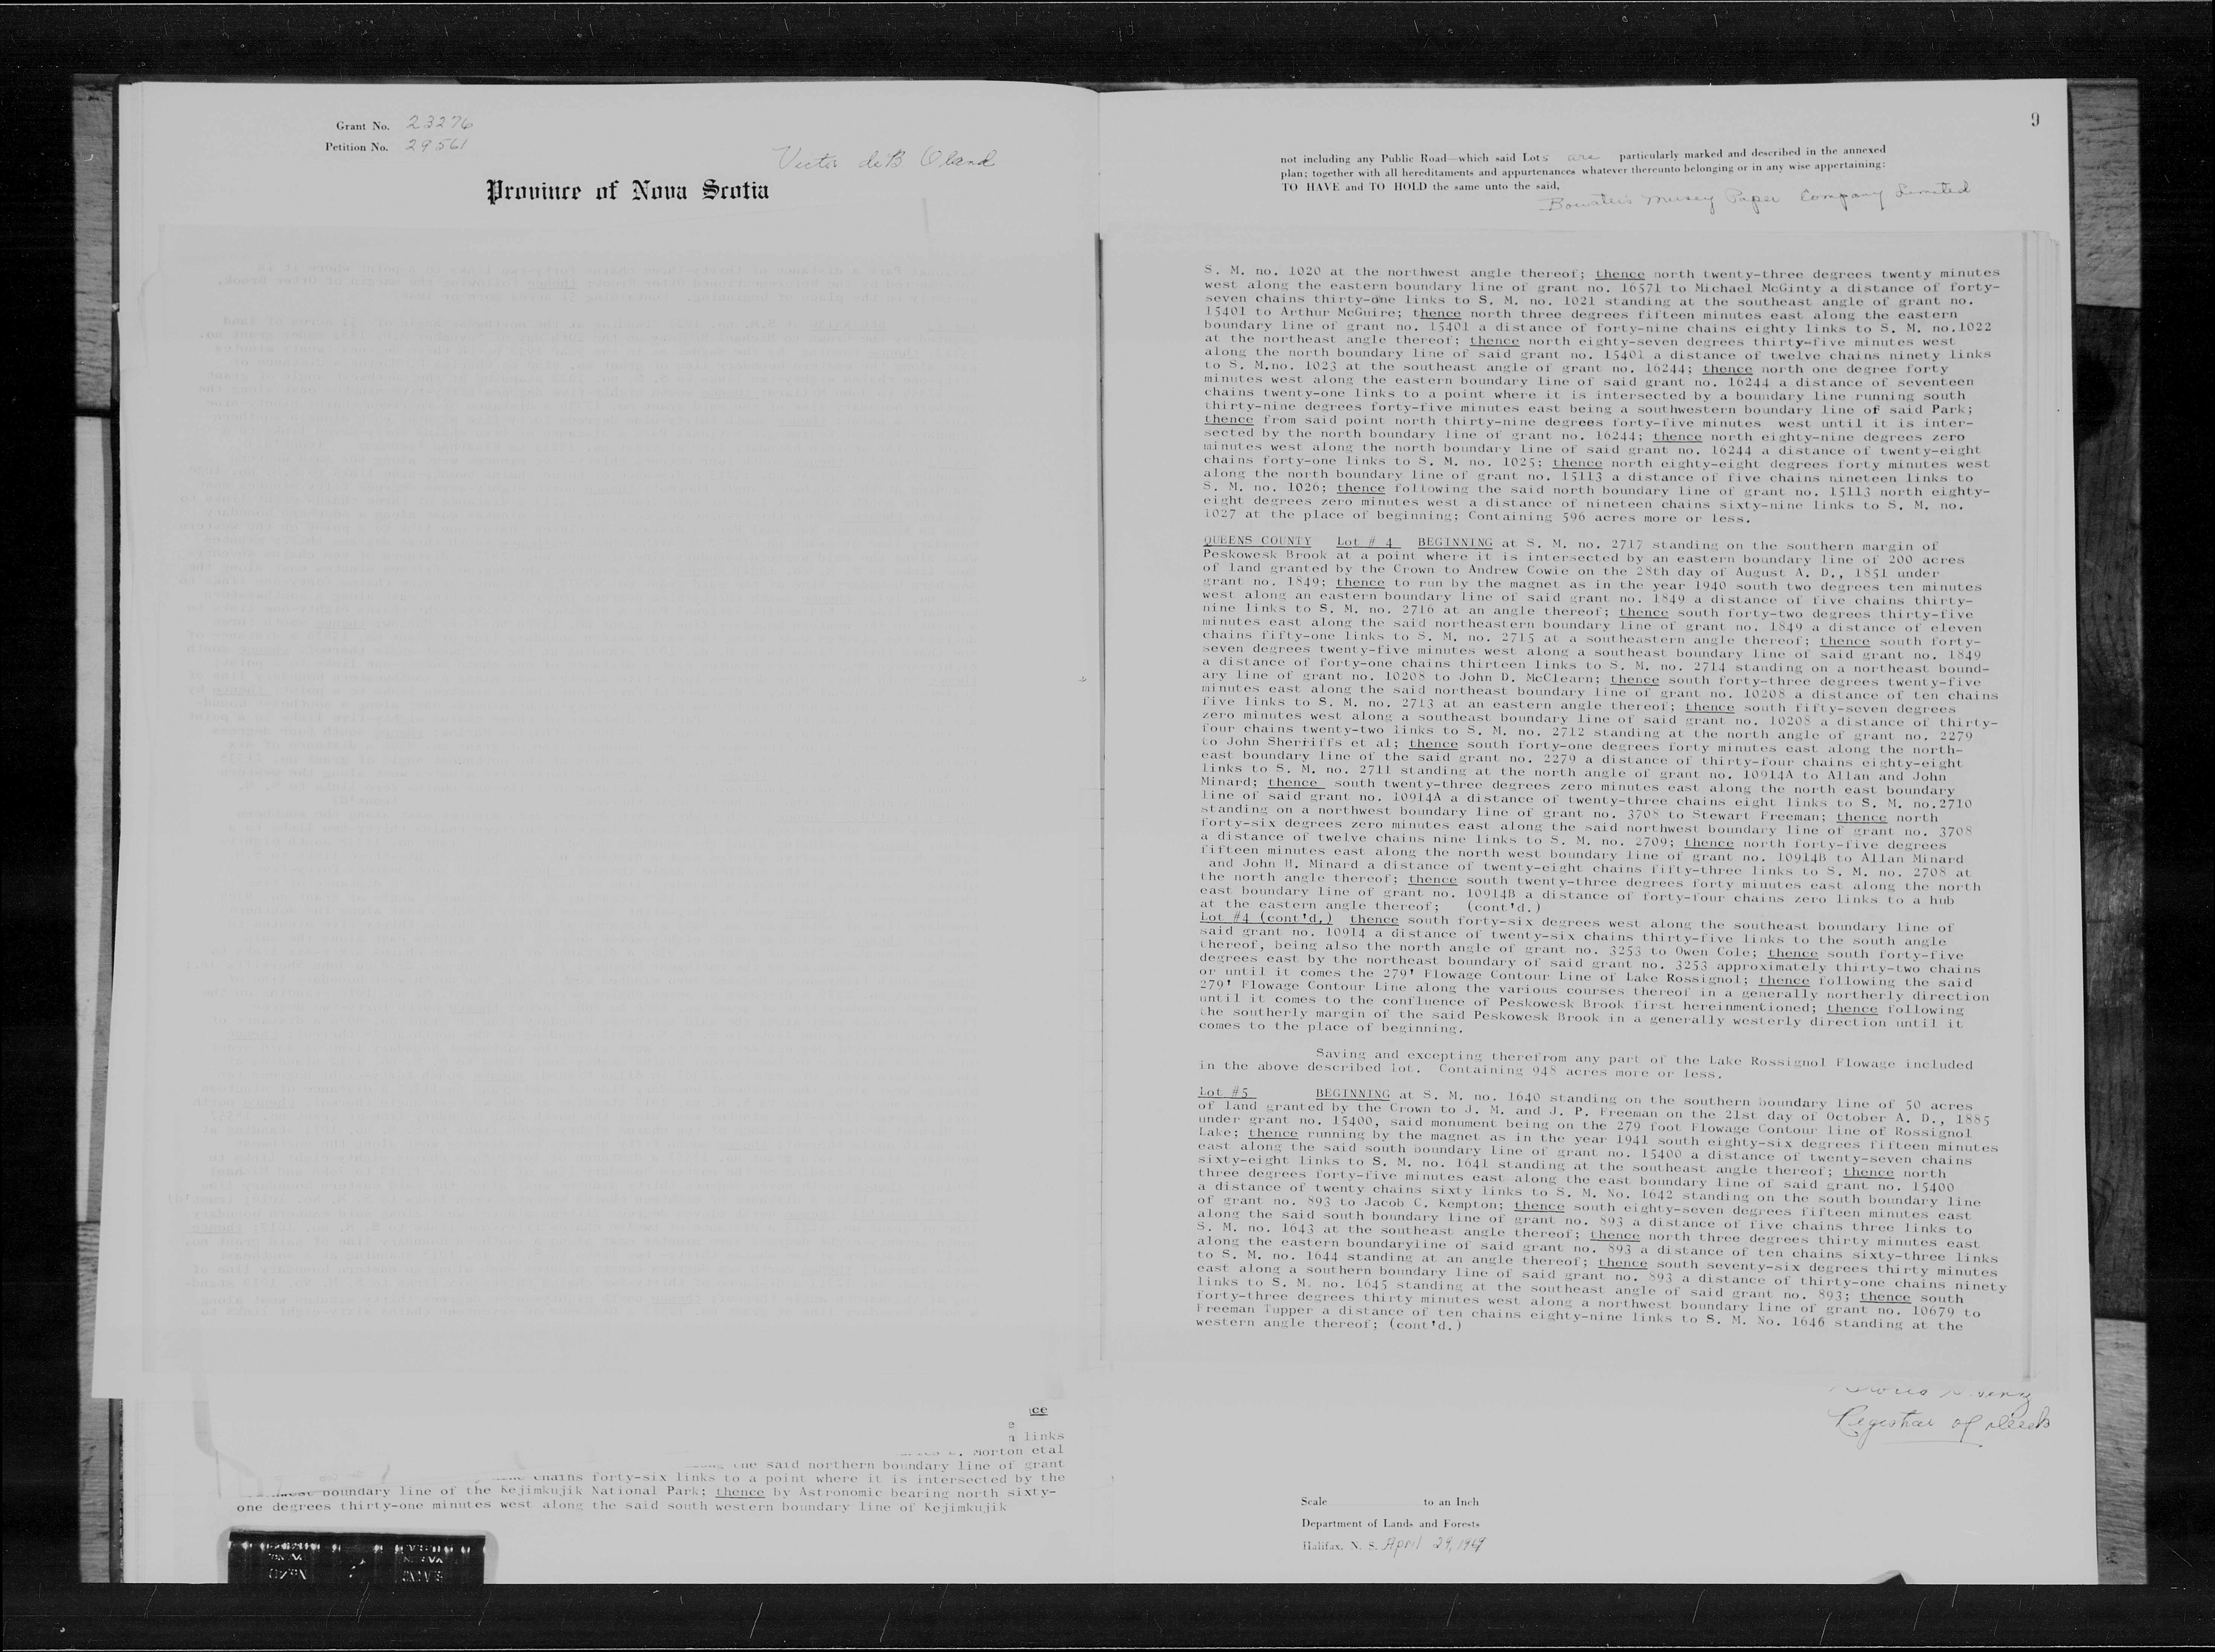 Grant No. 23276
Petition No. 29561
Victor deB Oland
Province of Nova Scotia
ce
e
n links
Morton etal
the said northern boundary line of grant
chains forty-six links to a point where it is intersected by the
boundary line of the Kejimkujik National Park; thence by Astronomic bearing north sixty-
one degrees thirty-one minutes west along the said south western boundary line of Kejimkujik
9
not including any Public Road—which said Lots are particularly marked and described in the annexed
plan; together with all hereditaments and appurtenances whatever thereunto belonging or in any wise appertaining;
TO HAVE and TO HOLD the same unto the said,
Bowaters Mersey Paper Company Limited
S. M. no. 1020 at the northwest angle thereof; thence north twenty-three degrees twenty minutes
west along the eastern boundary line of grant no. 16571 to Michael McGinty a distance of forty-
seven chains thirty-one links to S. M. no. 1021 standing at the southeast angle of grant no.
15401 to Arthur McGuire; thence north three degrees fifteen minutes east along the eastern
boundary line of grant no. 15401 a distance of forty-nine chains eighty links to S. M. no.1022
at the northeast angle thereof; thence north eighty-seven degrees thirty-five minutes west
along the north boundary line of said grant no. 15401 a distance of twelve chains ninety links
to S. M.no. 1023 at the southeast angle of grant no. 16244; thence north one degree forty
minutes west along the eastern boundary line of said grant no. 16244 a distance of seventeen
chains twenty-one links to a point where it is intersected by a boundary line running south
thirty-nine degrees forty-five minutes east being a southwestern boundary line of said Park;
thence from said point north thirty-nine degrees forty-five minutes west until it is inter-
sected by the north boundary line of grant no. 16244; thence north eighty-nine degrees zero
minutes west along the north boundary line of said grant no. 16244 a distance of twenty-eight
chains forty-one links to S. M. no. 1025; thence north eighty-eight degrees forty minutes west
along the north boundary line of grant no. 15113 a distance of five chains nineteen links to
S. M. no. 1026; thence following the said north boundary line of grant no. 15113 north eighty-
eight degrees zero minutes west a distance of nineteen chains sixty-nine links to S. M. no.
1027 at the place of beginning; Containing 596 acres more or less.
QUEENS COUNTY Lot # 4 BEGINNING at S. M. no. 2717 standing on the southern margin of
Peskowesk Brook at a point where it is intersected by an eastern boundary line of 200 acres
of land granted by the Crown to Andrew Cowie on the 28th day of August A. D., 1851 under
grant no. 1849; thence to run by the magnet as in the year 1940 south two degrees ten minutes
west along an eastern boundary line of said grant no. 1849 a distance of five chains thirty-
nine links to S. M. no. 2716 at an angle thereof; thence south forty-two degrees thirty-five
minutes east along the said northeastern boundary line of grant no. 1849 a distance of eleven
chains fifty-one links to S. M. no. 2715 at a southeastern angle thereof; thence south forty-
seven degrees twenty-five minutes west along a southeast boundary line of said grant no. 1849
a distance of forty-one chains thirteen links to S. M. no. 2714 standing on a northeast bound-
ary line of grant no. 10208 to John D. McClearn; thence south forty-three degrees twenty-five
minutes east along the said northeast boundary line of grant no. 10208 a distance of ten chains
five links to S. M. no. 2713 at an eastern angle thereof; thence south fifty-seven degrees
zero minutes west along a southeast boundary line of said grant no. 10208 a distance of thirty-
four chains twenty-two links to S. M. no. 2712 standing at the north angle of grant no. 2279
to John Sherriffs et al; thence south forty-one degrees forty minutes east along the north-
east boundary line of the said grant no. 2279 a distance of thirty-four chains eighty-eight
links to S. M. no. 2711 standing at the north angle of grant no. 10914A to Allan and John
Minard; thence south twenty-three degrees zero minutes east along the north east boundary
line of said grant no. 10914A a distance of twenty-three chains eight links to S. M. no.2710
standing on a northwest boundary line of grant no. 3708 to Stewart Freeman; thence north
forty-six degrees zero minutes east along the said northwest boundary line of grant no. 3708
a distance of twelve chains nine links to S. M. no. 2709; thence north forty-five degrees
fifteen minutes east along the north west boundary line of grant no. 10914B to Allan Minard
and John H. Minard a distance of twenty-eight chains fifty-three links to S. M. no. 2708 at
the north angle thereof; thence south twenty-three degrees forty minutes east along the north
east boundary line of grant no. 10914B a distance of forty-four chains zero links to a hub
at the eastern angle thereof; (cont'd.)
Lot #4 (cont'd.) thence south forty-six degrees west along the southeast boundary line of
said grant no. 10914 a distance of twenty-six chains thirty-five links to the south angle
thereof, being also the north angle of grant no. 3253 to Owen Cole; thence south forty-five
degrees east by the northeast boundary of said grant no. 3253 approximately thirty-two chains
or until it comes the 279' Flowage Contour Line of Lake Rossignol; thence following the said
279' Flowage Contour Line along the various courses thereof in a generally northerly direction
until it comes to the confluence of Peskowesk Brook first hereinmentioned; thence following
the southerly margin of the said Peskowesk Brook in a generally westerly direction until it
comes to the place of beginning.
Saving and excepting therefrom any part of the Lake Rossignol Flowage included
in the above described lot. Containing 948 acres more or less.
Lot #5 BEGINNING at S. M. no. 1640 standing on the southern boundary line of 50 acres
of land granted by the Crown to J. M. and J. P. Freeman on the 21st day of October A. D., 1885
under grant no. 15400, said monument being on the 279 foot Flowage Contour line of Rossignol
Lake; thence running by the magnet as in the year 1941 south eighty-six degrees fifteen minutes
east along the said south boundary line of grant no. 15400 a distance of twenty-seven chains
sixty-eight links to S. M. no. 1641 standing at the southeast angle thereof; thence north
three degrees forty-five minutes east along the east boundary line of said grant no. 15400
a distance of twenty chains sixty links to S. M. No. 1642 standing on the south boundary line
of grant no. 893 to Jacob C. Kempton; thence south eighty-seven degrees fifteen minutes east
along the said south boundary line of grant no. 893 a distance of five chains three links to
S. M. no. 1643 at the southeast angle thereof; thence north three degrees thirty minutes east
along the eastern boundaryline of said grant no. 893 a distance of ten chains sixty-three links
to S. M. no. 1644 standing at an angle thereof; thence south seventy-six degrees thirty minutes
east along a southern boundary line of said grant no. 893 a distance of thirty-one chains ninety
links to S. M. no. 1645 standing at the southeast angle of said grant no. 893; thence south
forty-three degrees thirty minutes west along a northwest boundary line of grant no. 10679 to
Freeman Tupper a distance of ten chains eighty-nine links to S. M. No. 1646 standing at the
western angle thereof; (cont'd.)
Registrar of deeds
Scale to an Inch
Department of Lands and Forests
Halifax, N. S. April 24, 1969